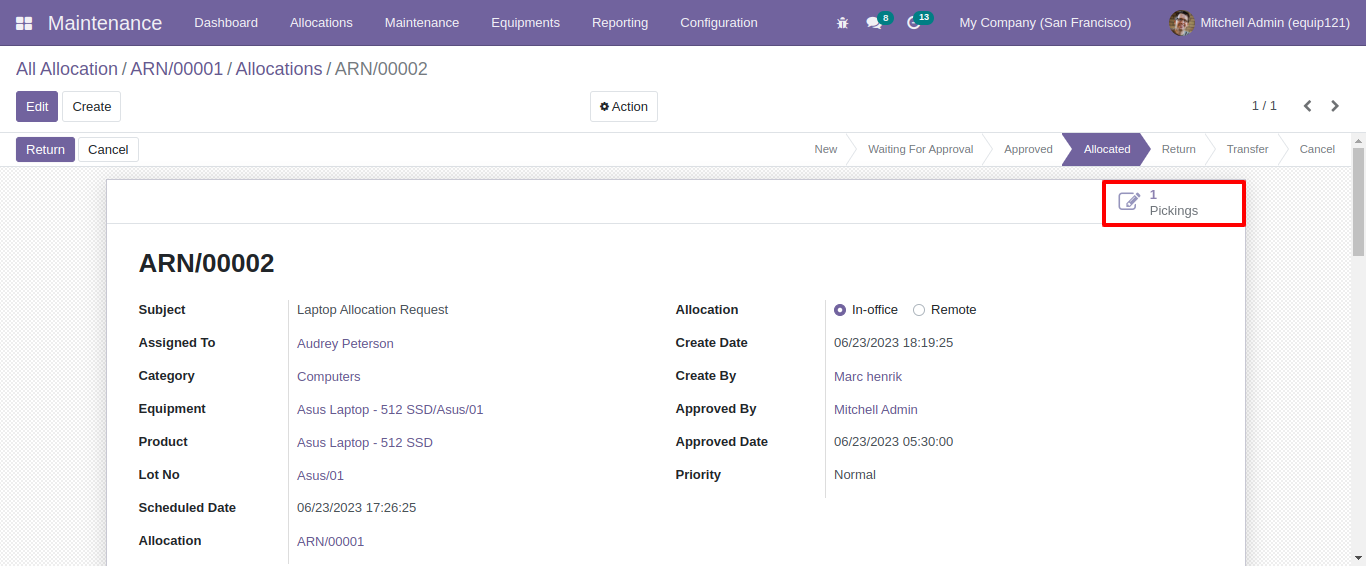 Maintenance Dashboard Allocations Maintenance Equipments Reporting Configuration 8 13 My Company (San Francisco) Mitchell Admin (equip121)
All Allocation / ARN/00001 / Allocations / ARN/00002
Edit Create Action 1 / 1
Return Cancel New Waiting For Approval Approved Allocated Return Transfer Cancel
1
Pickings
ARN/00002
Subject Laptop Allocation Request Allocation In-office Remote
Assigned To Audrey Peterson Create Date 06/23/2023 18:19:25
Category Computers Create By Marc henrik
Equipment Asus Laptop - 512 SSD/Asus/01 Approved By Mitchell Admin
Product Asus Laptop - 512 SSD Approved Date 06/23/2023 05:30:00
Lot No Asus/01 Priority Normal
Scheduled Date 06/23/2023 17:26:25
Allocation ARN/00001